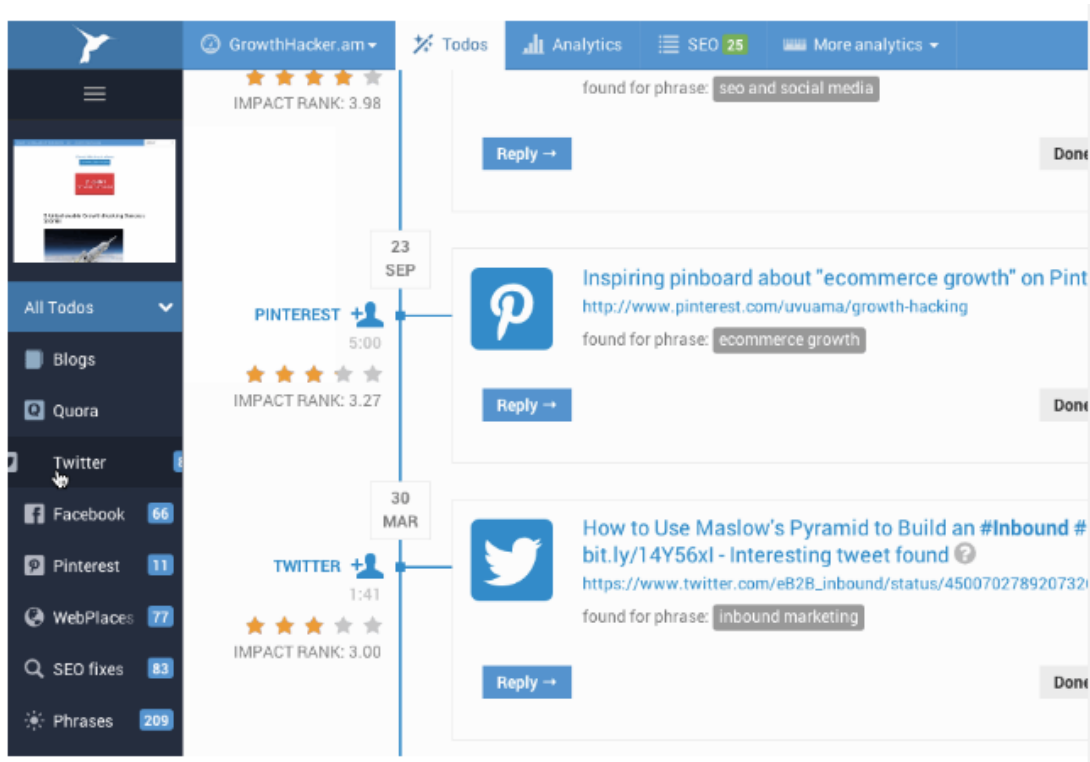 GrowthHacker.am
Todos
Analytics
SEO 25
More analytics
IMPACT RANK: 3.98
found for phrase: seo and social media
Reply →
Done
23
SEP
All Todos
Blogs
Quora
Twitter
Facebook 66
Pinterest 11
WebPlaces 77
SEO fixes 83
Phrases 209
PINTEREST
5:00
IMPACT RANK: 3.27
Inspiring pinboard about "ecommerce growth" on Pint
http://www.pinterest.com/uvuama/growth-hacking
found for phrase: ecommerce growth
Reply →
Done
30
MAR
TWITTER
1:41
IMPACT RANK: 3.00
How to Use Maslow's Pyramid to Build an #Inbound #
bit.ly/14Y56xl - Interesting tweet found ?
https://www.twitter.com/eB2B_inbound/status/450070278920732
found for phrase: inbound marketing
Reply →
Done